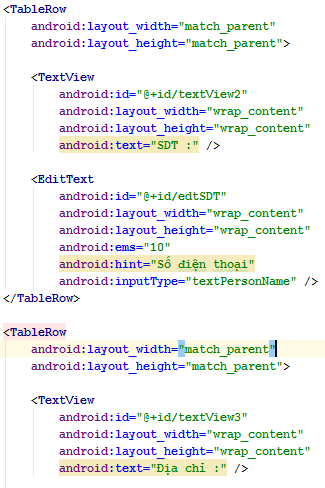 <TableRow
android:layout_width="match_parent"
android:layout_height="match_parent">
<TextView
android:id="@+id/textView2"
android:layout_width="wrap_content"
android:layout_height="wrap_content"
android:text="SDT :" />
<EditText
android:id="@+id/edtSDT"
android:layout_width="wrap_content"
android:layout_height="wrap_content"
android:ems="10"
android:hint="Số điện thoại"
android:inputType="textPersonName" />
</TableRow>
<TableRow
android:layout_width="match_parent"
android:layout_height="match_parent">
<TextView
android:id="@+id/textView3"
android:layout_width="wrap_content"
android:layout_height="wrap_content"
android:text="Địa chỉ :" />